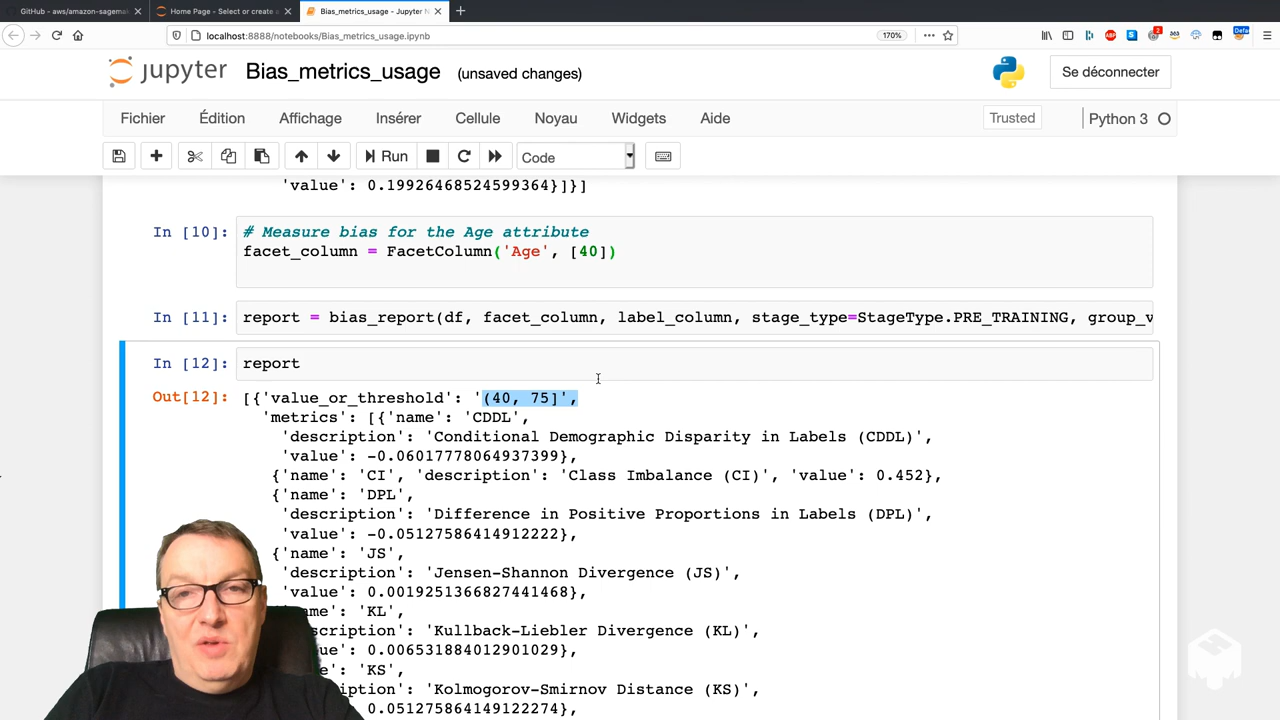 GitHub - aws/amazon-sagemak
Home Page - Select or create a
Bias_metrics_usage - Jupyter N
localhost:8888/notebooks/Bias_metrics_usage.ipynb
170%
jupyter
Bias_metrics_usage
(unsaved changes)
Se déconnecter
Fichier
Édition
Affichage
Insérer
Cellule
Noyau
Widgets
Aide
Trusted
Python 3
Run
Code
'value': 0.19926468524599364}]}]
In [10]:
# Measure bias for the Age attribute
facet_column = FacetColumn('Age', [40])
In [11]:
report = bias_report(df, facet_column, label_column, stage_type=StageType.PRE_TRAINING, group_v
In [12]:
report
Out[12]:
[{'value_or_threshold': '(40, 75]',
'metrics': [{'name': 'CDDL',
'description': 'Conditional Demographic Disparity in Labels (CDDL)',
'value': -0.06017778064937399},
{'name': 'CI', 'description': 'Class Imbalance (CI)', 'value': 0.452},
{'name': 'DPL',
'description': 'Difference in Positive Proportions in Labels (DPL)',
'value': -0.05127586414912222},
{'name': 'JS',
'description': 'Jensen-Shannon Divergence (JS)',
'value': 0.0019251366827441468},
'KL',
'Kullback-Liebler Divergence (KL)',
0.006531884012901029},
'KS',
'Kolmogorov-Smirnov Distance (KS)',
0.051275864149122274},